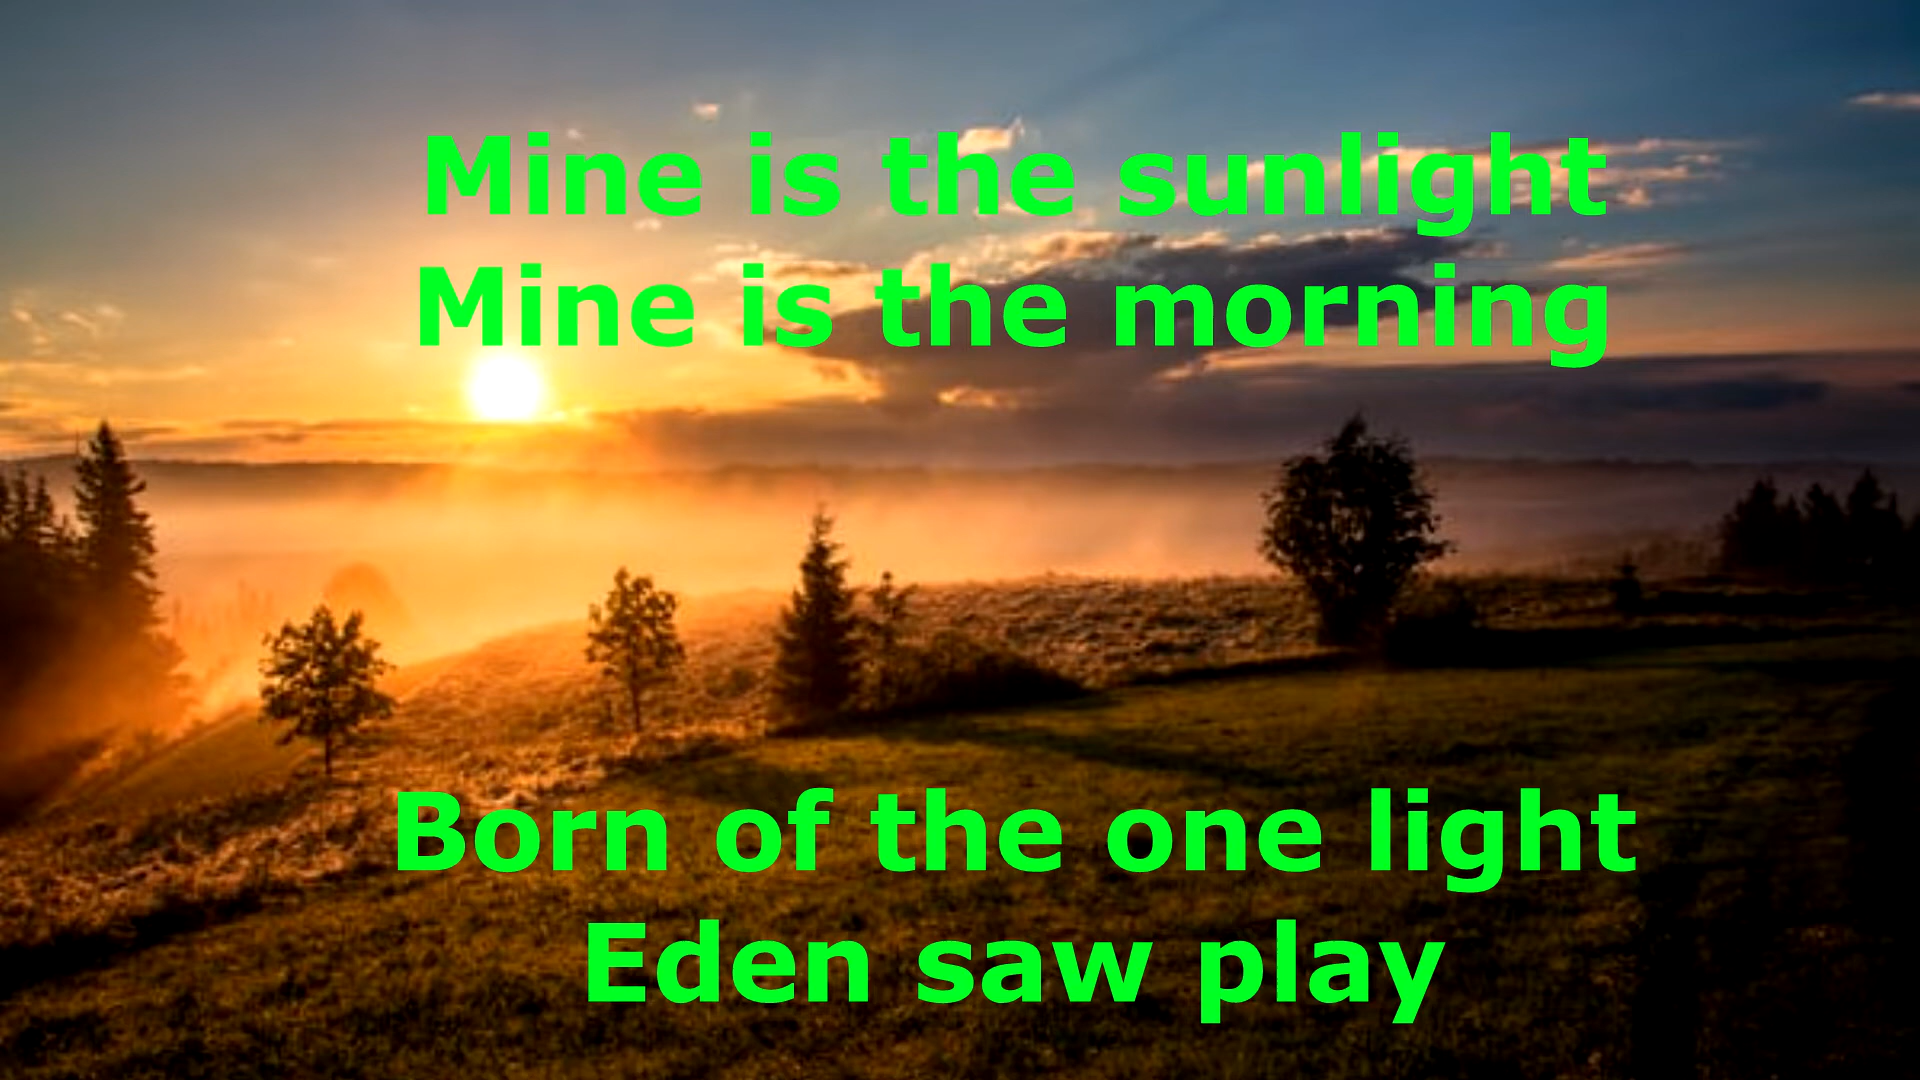 Mine is the sunlight
Mine is the morning
Born of the one light
Eden saw play